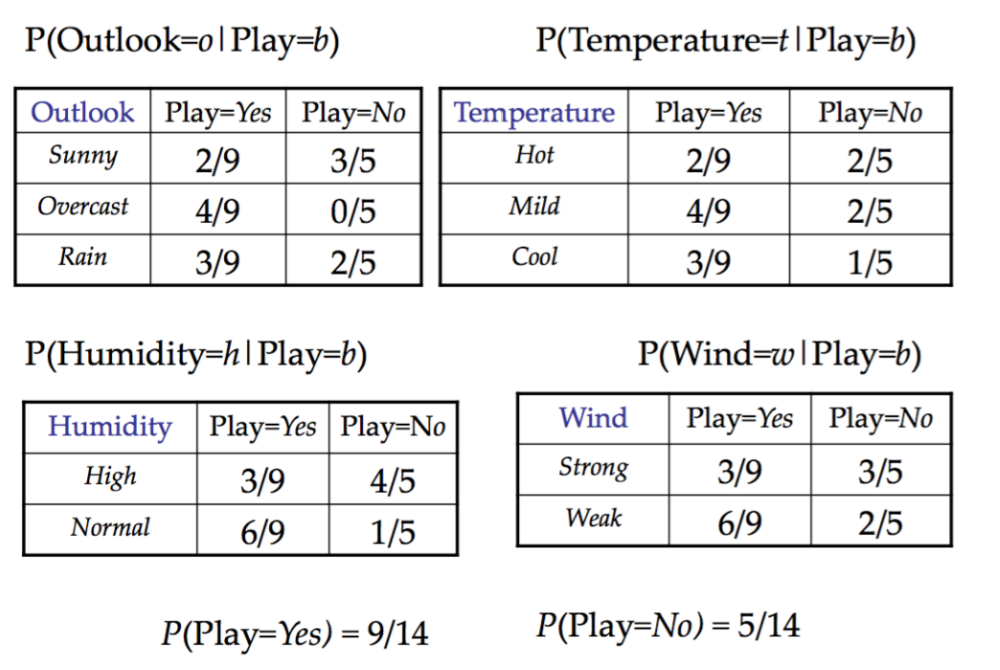 P(Outlook=o|Play=b)
Outlook Play=Yes Play=No
Sunny 2/9 3/5
Overcast 4/9 0/5
Rain 3/9 2/5
P(Temperature=t|Play=b)
Temperature Play=Yes Play=No
Hot 2/9 2/5
Mild 4/9 2/5
Cool 3/9 1/5
P(Humidity=h|Play=b)
Humidity Play=Yes Play=No
High 3/9 4/5
Normal 6/9 1/5
P(Wind=w|Play=b)
Wind Play=Yes Play=No
Strong 3/9 3/5
Weak 6/9 2/5
P(Play=Yes) = 9/14
P(Play=No) = 5/14